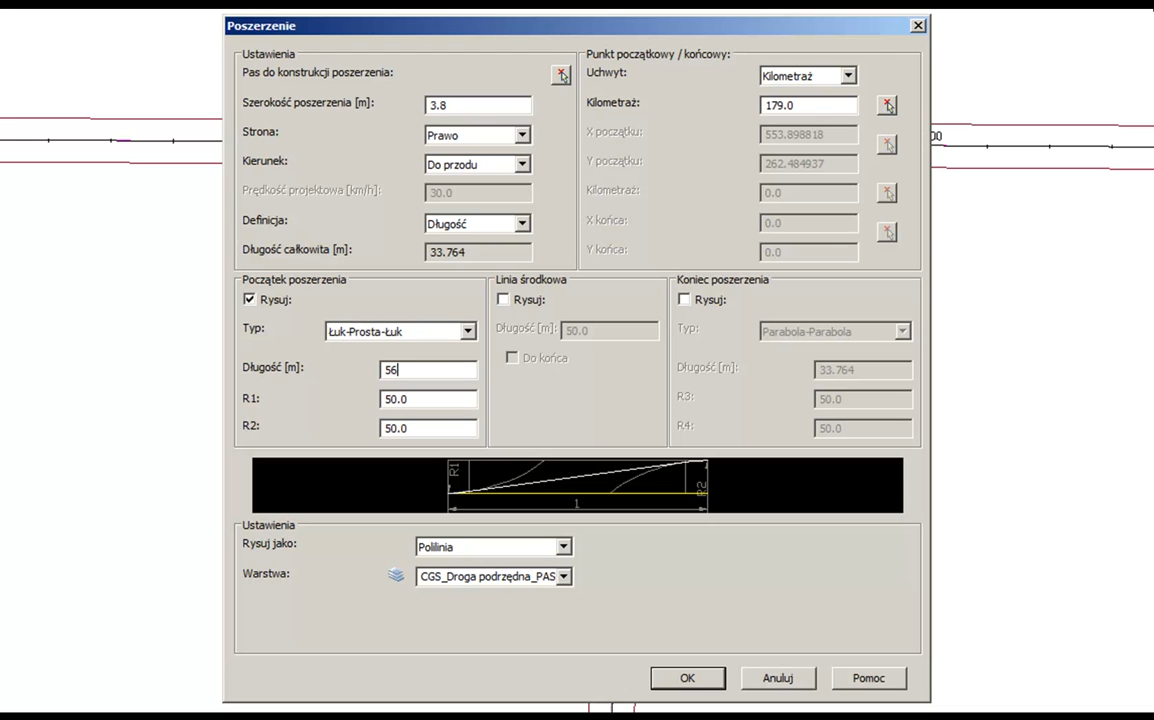 Poszerzenie
Ustawienia
Pas do konstrukcji poszerzenia:
Szerokość poszerzenia [m]: 3.8
Strona: Prawo
Kierunek: Do przodu
Prędkość projektowa [km/h]: 30.0
Definicja: Długość
Długość całkowita [m]: 33.764
Punkt początkowy / końcowy:
Uchwyt: Kilometraż
Kilometraż: 179.0
X początku: 553.898818
Y początku: 262.484937
Kilometraż: 0.0
X końca: 0.0
Y końca: 0.0
00
Początek poszerzenia
Rysuj:
Typ: Łuk-Prosta-Łuk
Długość [m]: 56
R1: 50.0
R2: 50.0
Linia środkowa
Rysuj:
Długość [m]: 50.0
Do końca
Koniec poszerzenia
Rysuj:
Typ: Parabola-Parabola
Długość [m]: 33.764
R3: 50.0
R4: 50.0
R1
R2
1
Ustawienia
Rysuj jako: Polilinia
Warstwa: CGS_Droga podrzędna_PAS
OK
Anuluj
Pomoc